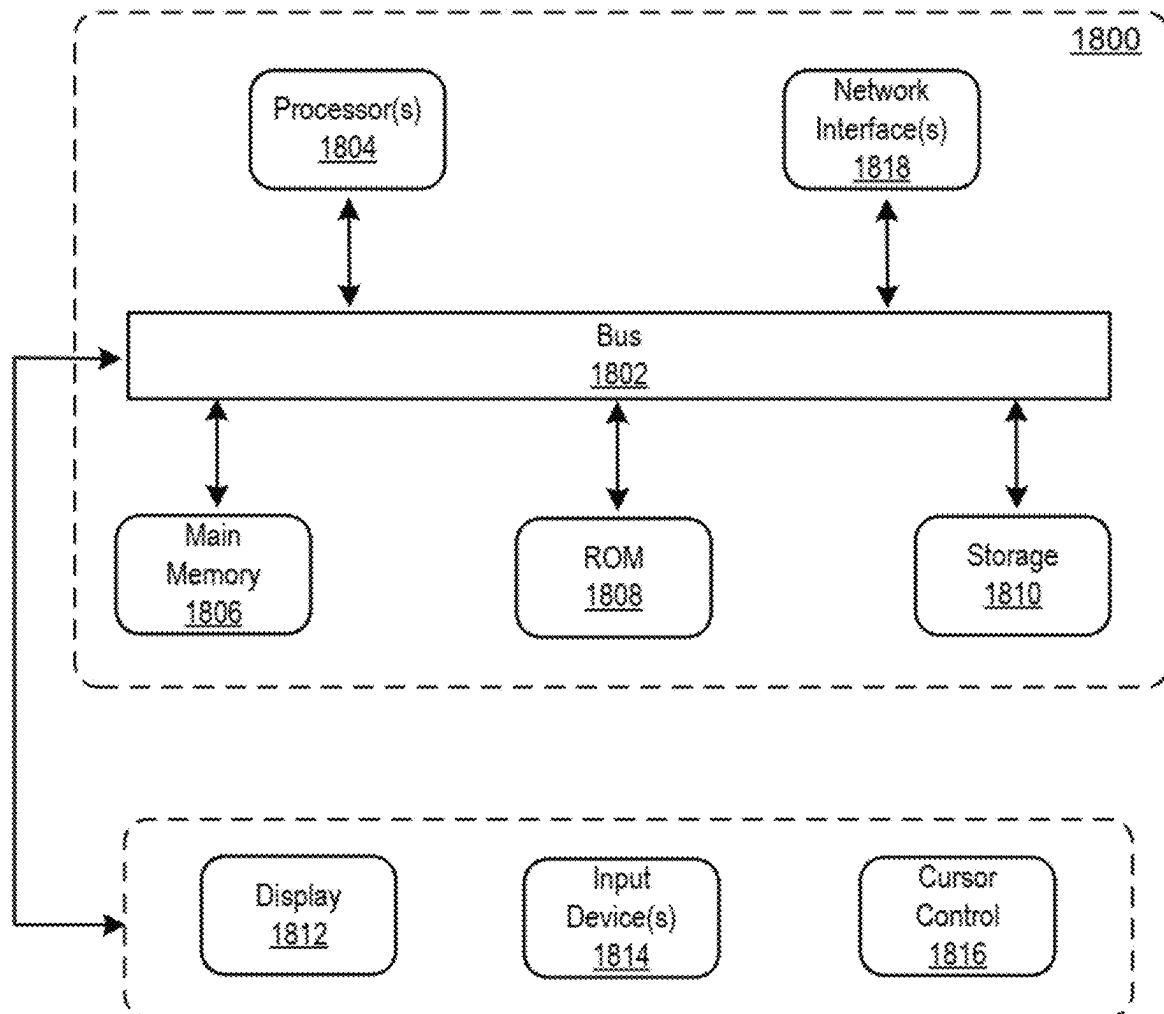 1800
Processor(s)
1804
Network
Interface(s)
1818
Bus
1802
Main
Memory
1806
ROM
1808
Storage
1810
Display
1812
Input
Device(s)
1814
Cursor
Control
1816